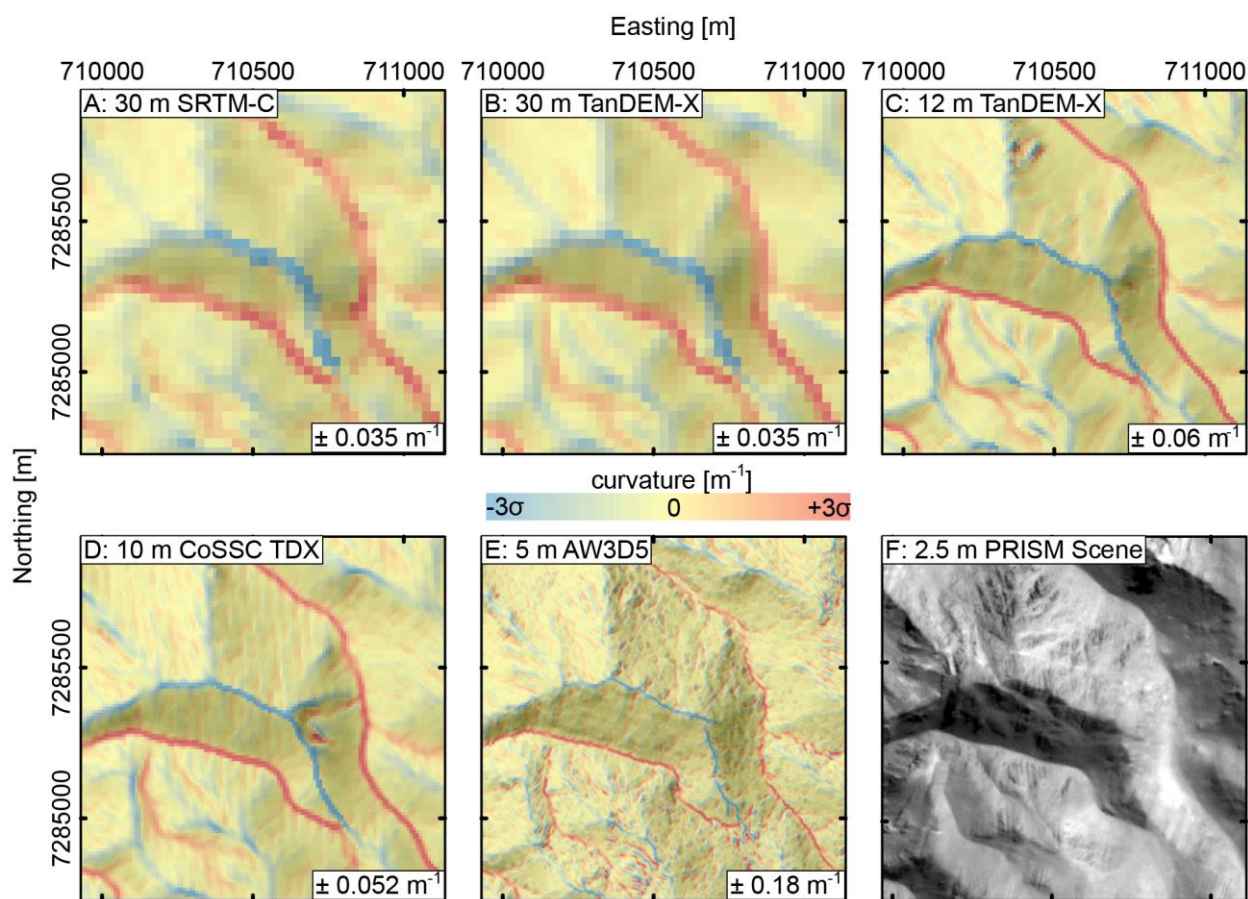 Easting [m]
710000 710500 711000 710000 710500 711000 710000 710500 711000
A: 30 m SRTM-C B: 30 m TanDEM-X C: 12 m TanDEM-X
7285500
7285000
± 0.035 m⁻¹ ± 0.035 m⁻¹ ± 0.06 m⁻¹
Northing [m]
curvature [m⁻¹]
-3σ 0 +3σ
D: 10 m CoSSC TDX E: 5 m AW3D5 F: 2.5 m PRISM Scene
7285500
7285000
± 0.052 m⁻¹ ± 0.18 m⁻¹